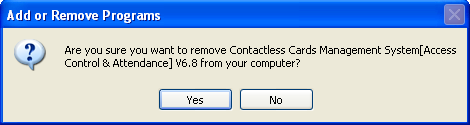 Add or Remove Programs
Are you sure you want to remove Contactless Cards Management System[Access
Control & Attendance] V6.8 from your computer?
Yes
No